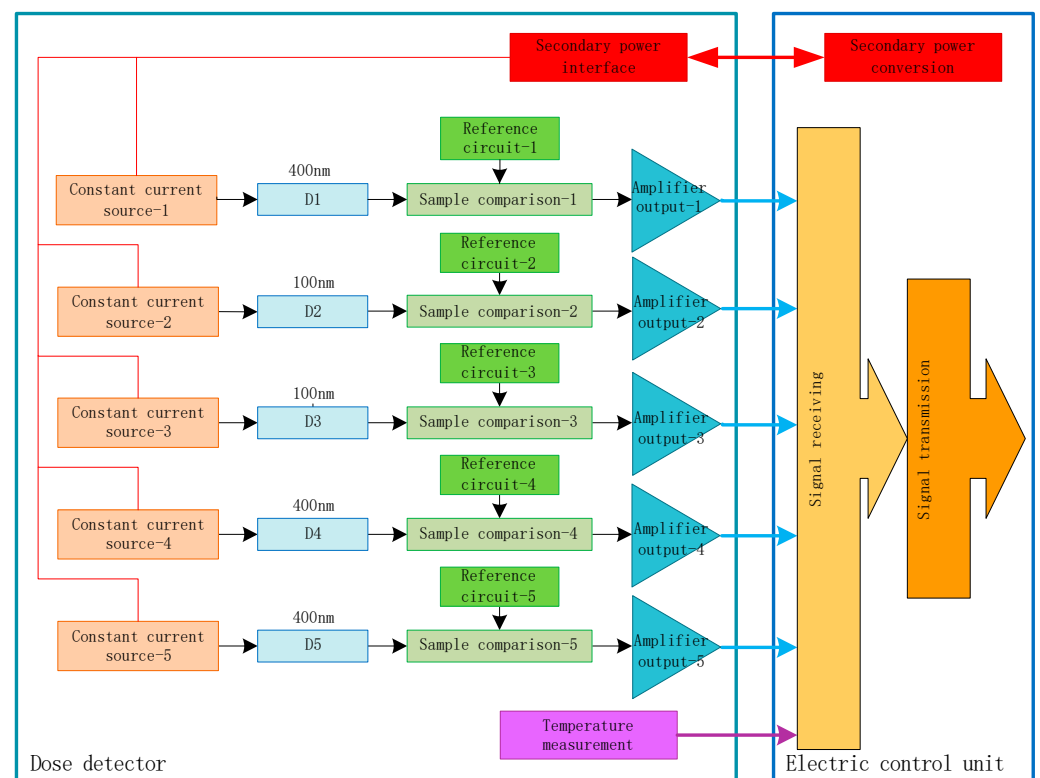 Secondary power
interface
Secondary power
conversion
Reference
circuit-1
400nm
Constant current
source-1
D1
Sample comparison-1
Amplifier
output-1
Reference
circuit-2
100nm
Constant current
source-2
D2
Sample comparison-2
Amplifier
output-2
Reference
circuit-3
100nm
Constant current
source-3
D3
Sample comparison-3
Amplifier
output-3
Reference
circuit-4
400nm
Constant current
source-4
D4
Sample comparison-4
Amplifier
output-4
Reference
circuit-5
400nm
Constant current
source-5
D5
Sample comparison-5
Amplifier
output-5
Signal receiving
Signal transmission
Temperature
measurement
Dose detector
Electric control unit